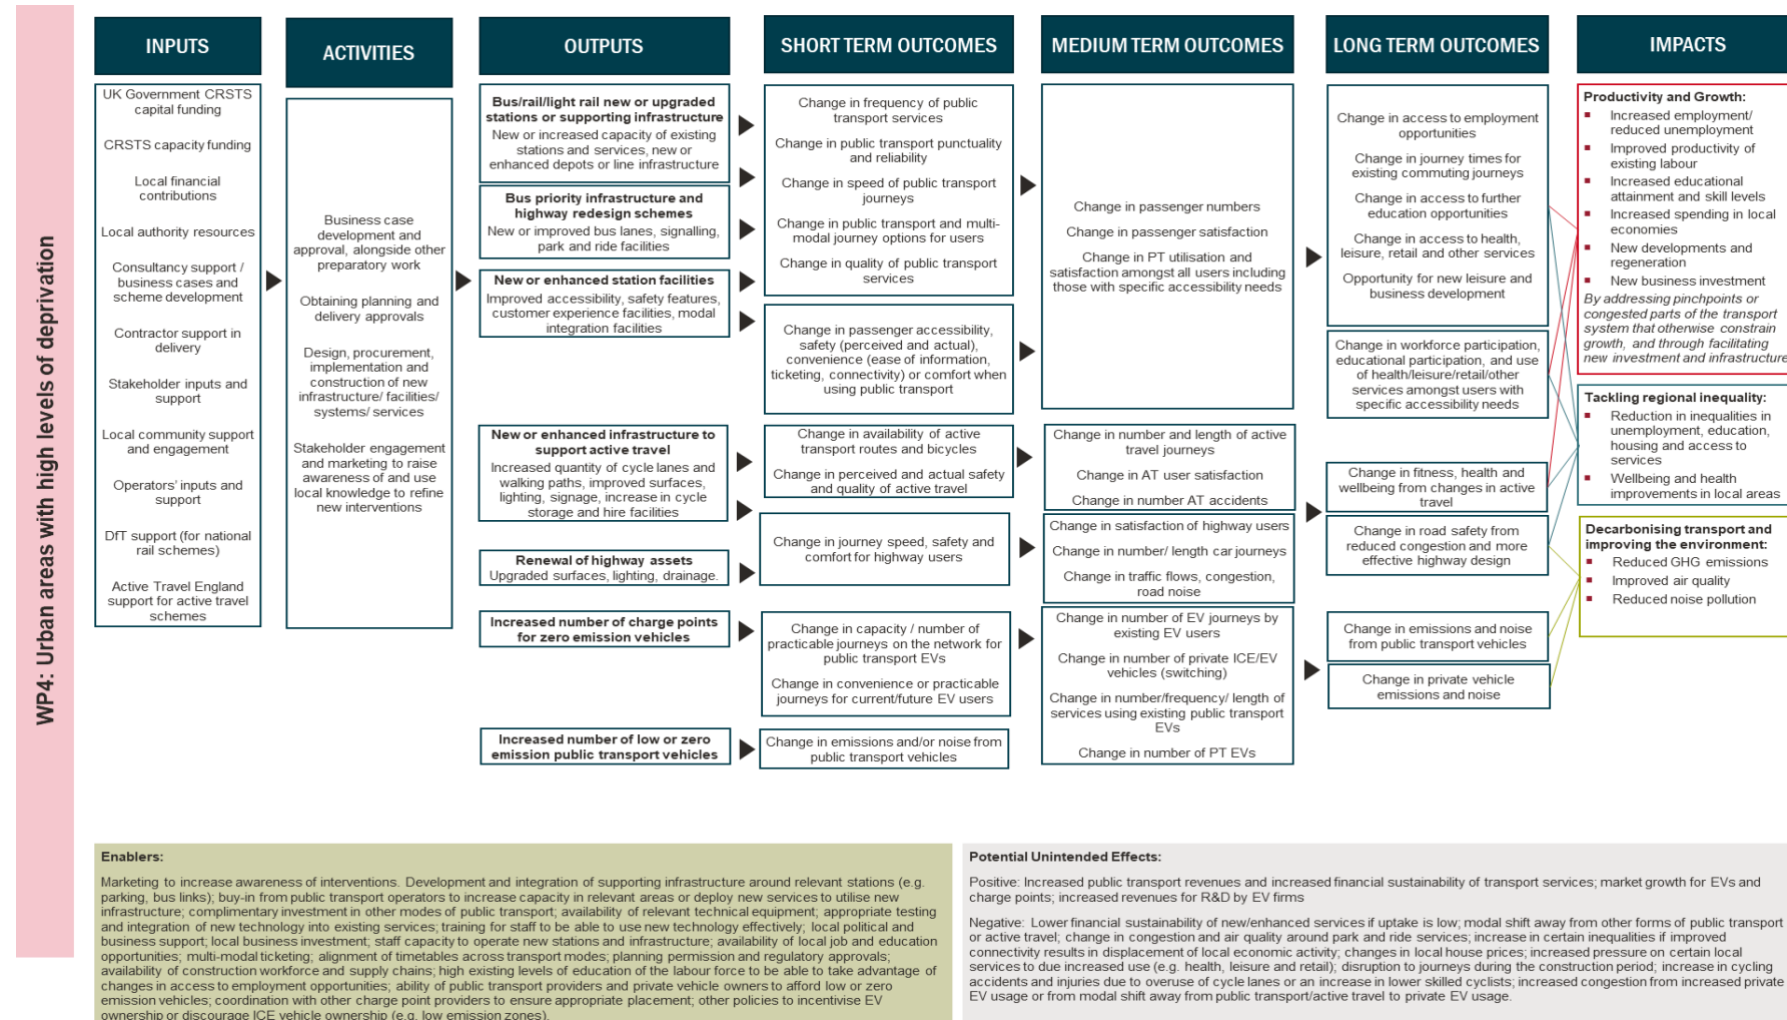 WP4: Urban areas with high levels of deprivation
INPUTS
UK Government CRSTS
capital funding
CRSTS capacity funding
Local financial
contributions
Local authority resources
Consultancy support /
business cases and
scheme development
Contractor support in
delivery
Stakeholder inputs and
support
Local community support
and engagement
Operators' inputs and
support
DfT support (for national
rail schemes)
Active Travel England
support for active travel
schemes
ACTIVITIES
Business case
development and
approval, alongside other
preparatory work
Obtaining planning and
delivery approvals
Design, procurement,
implementation and
construction of new
infrastructure/ facilities/
systems/ services
Stakeholder engagement
and marketing to raise
awareness of and use
local knowledge to refine
new interventions
OUTPUTS
Bus/rail/light rail new or upgraded
stations or supporting infrastructure
New or increased capacity of existing
stations and services, new or
enhanced depots or line infrastructure
Bus priority infrastructure and
highway redesign schemes
New or improved bus lanes, signalling,
park and ride facilities
New or enhanced station facilities
Improved accessibility, safety features,
customer experience facilities, modal
integration facilities
New or enhanced infrastructure to
support active travel
Increased quantity of cycle lanes and
walking paths, improved surfaces,
lighting, signage, increase in cycle
storage and hire facilities
Renewal of highway assets
Upgraded surfaces, lighting, drainage.
Increased number of charge points
for zero emission vehicles
Increased number of low or zero
emission public transport vehicles
SHORT TERM OUTCOMES
Change in frequency of public
transport services
Change in public transport punctuality
and reliability
Change in speed of public transport
journeys
Change in public transport and multi-
modal journey options for users
Change in quality of public transport
services
Change in passenger accessibility,
safety (perceived and actual),
convenience (ease of information,
ticketing, connectivity) or comfort when
using public transport
Change in availability of active
transport routes and bicycles
Change in perceived and actual safety
and quality of active travel
Change in journey speed, safety and
comfort for highway users
Change in capacity / number of
practicable journeys on the network for
public transport EVs
Change in convenience or practicable
journeys for current/future EV users
Change in emissions and/or noise from
public transport vehicles
MEDIUM TERM OUTCOMES
Change in passenger numbers
Change in passenger satisfaction
Change in PT utilisation and
satisfaction amongst all users including
those with specific accessibility needs
Change in number and length of active
travel journeys
Change in AT user satisfaction
Change in number AT accidents
Change in satisfaction of highway users
Change in number/ length car journeys
Change in traffic flows, congestion,
road noise
Change in number of EV journeys by
existing EV users
Change in number of private ICE/EV
vehicles (switching)
Change in number/frequency/ length of
services using existing public transport
EVs
Change in number of PT EVs
LONG TERM OUTCOMES
Change in access to employment
opportunities
Change in journey times for
existing commuting journeys
Change in access to further
education opportunities
Change in access to health,
leisure, retail and other services
Opportunity for new leisure and
business development
Change in workforce participation,
educational participation, and use
of health/leisure/retail/other
services amongst users with
specific accessibility needs
Change in fitness, health and
wellbeing from changes in active
travel
Change in road safety from
reduced congestion and more
effective highway design
Change in emissions and noise
from public transport vehicles
Change in private vehicle
emissions and noise
IMPACTS
Productivity and Growth:
▪ Increased employment/
reduced unemployment
▪ Improved productivity of
existing labour
▪ Increased educational
attainment and skill levels
▪ Increased spending in local
economies
▪ New developments and
regeneration
▪ New business investment
By addressing pinchpoints or
congested parts of the transport
system that otherwise constrain
growth, and through facilitating
new investment and infrastructure
Tackling regional inequality:
▪ Reduction in inequalities in
unemployment, education,
housing and access to
services
▪ Wellbeing and health
improvements in local areas
Decarbonising transport and
improving the environment:
▪ Reduced GHG emissions
▪ Improved air quality
▪ Reduced noise pollution
Enablers:
Marketing to increase awareness of interventions. Development and integration of supporting infrastructure around relevant stations (e.g.
parking, bus links); buy-in from public transport operators to increase capacity in relevant areas or deploy new services to utilise new
infrastructure; complimentary investment in other modes of public transport; availability of relevant technical equipment; appropriate testing
and integration of new technology into existing services; training for staff to be able to use new technology effectively; local political and
business support; local business investment; staff capacity to operate new stations and infrastructure; availability of local job and education
opportunities; multi-modal ticketing; alignment of timetables across transport modes; planning permission and regulatory approvals;
availability of construction workforce and supply chains; high existing levels of education of the labour force to be able to take advantage of
changes in access to employment opportunities; ability of public transport providers and private vehicle owners to afford low or zero
emission vehicles; coordination with other charge point providers to ensure appropriate placement; other policies to incentivise EV
ownership or discourage ICE vehicle ownership (e.g. low emission zones).
Potential Unintended Effects:
Positive: Increased public transport revenues and increased financial sustainability of transport services; market growth for EVs and
charge points; increased revenues for R&D by EV firms
Negative: Lower financial sustainability of new/enhanced services if uptake is low; modal shift away from other forms of public transport
or active travel; change in congestion and air quality around park and ride services; increase in certain inequalities if improved
connectivity results in displacement of local economic activity; changes in local house prices; increased pressure on certain local
services to due increased use (e.g. health, leisure and retail); disruption to journeys during the construction period; increase in cycling
accidents and injuries due to overuse of cycle lanes or an increase in lower skilled cyclists; increased congestion from increased private
EV usage or from modal shift away from public transport/active travel to private EV usage.